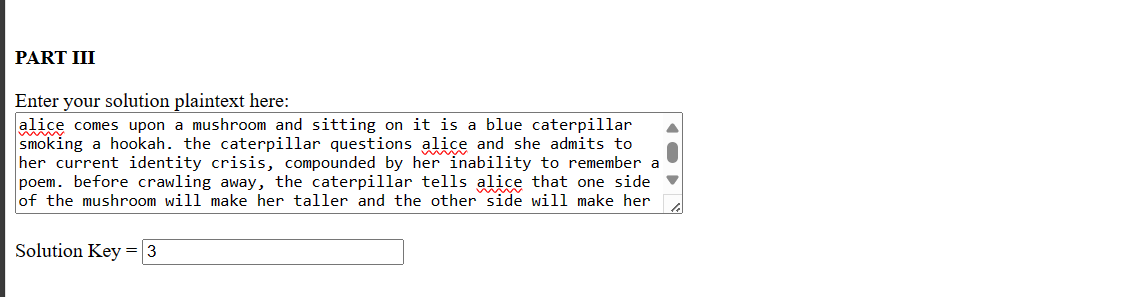 PART III
Enter your solution plaintext here:
alice comes upon a mushroom and sitting on it is a blue caterpillar
smoking a hookah. the caterpillar questions alice and she admits to
her current identity crisis, compounded by her inability to remember a
poem. before crawling away, the caterpillar tells alice that one side
of the mushroom will make her taller and the other side will make her
Solution Key = 3